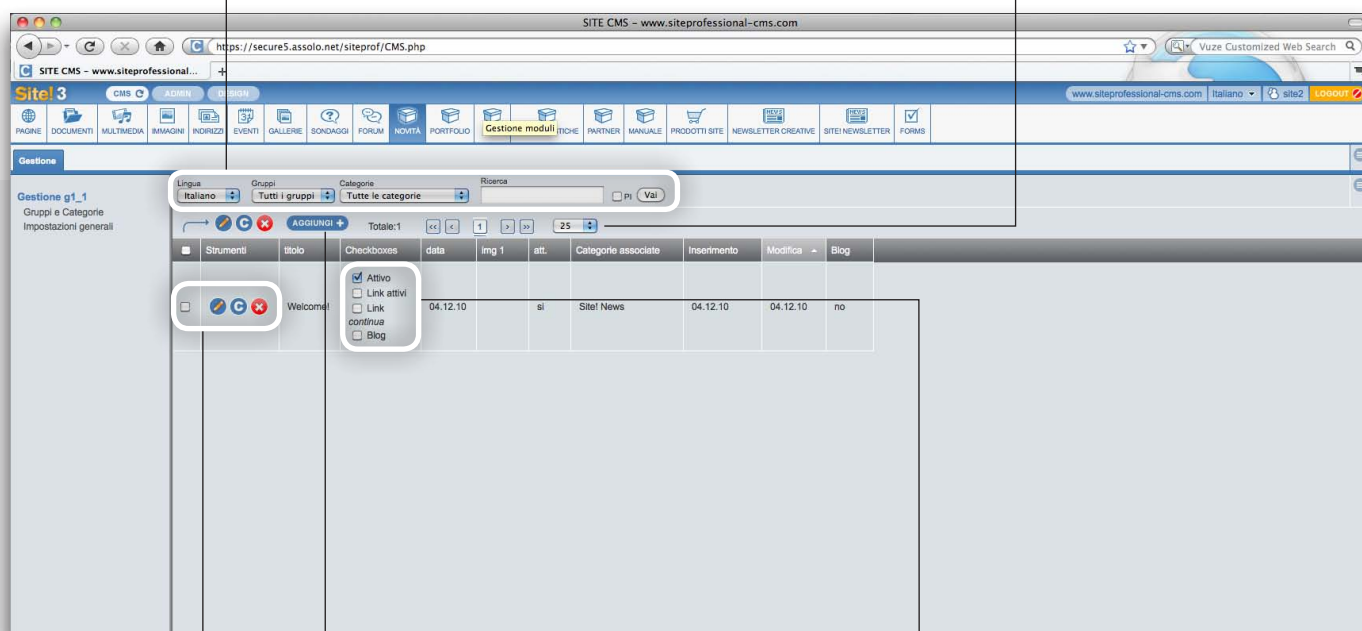 SITE CMS – www.siteprofessional-cms.com
https://secure5.assolo.net/siteprof/CMS.php
Vuze Customized Web Search
SITE CMS – www.siteprofessional... +
Site! 3 CMS ADMIN DESIGN
www.siteprofessional-cms.com Italiano site2 LOGOUT
PAGINE DOCUMENTI MULTIMEDIA IMMAGINI INDIRIZZI EVENTI GALLERIE SONDAGGI FORUM NOVITÀ PORTFOLIO Gestione moduli TICHE PARTNER MANUALE PRODOTTI SITE NEWSLETTER CREATIVE SITE! NEWSLETTER FORMS
Gestione
Gestione g1_1
Gruppi e Categorie
Impostazioni generali
Lingua Gruppi Categorie Ricerca
Italiano Tutti i gruppi Tutte le categorie PI Vai
AGGIUNGI + Totale:1 << < 1 > >> 25
Strumenti titolo Checkboxes data img 1 att. Categorie associate Inserimento Modifica Blog
Attivo
Link attivi
Welcome! Link 04.12.10 si Site! News 04.12.10 04.12.10 no
continua
Blog